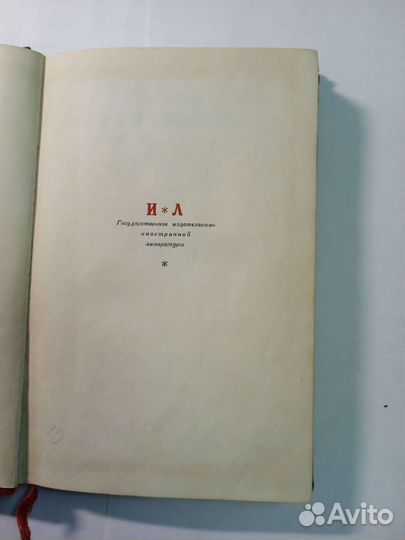 И * Л
Государственное издательство
иностранной
литературы
*
Avito